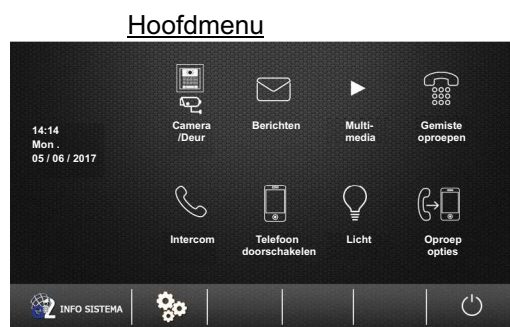 Hoofdmenu
14:14
Mon .
05 / 06 / 2017
Camera
/Deur
Berichten
Multi-
media
Gemiste
oproepen
Intercom
Telefoon
doorschakelen
Licht
Oproep
opties
2 INFO SISTEMA